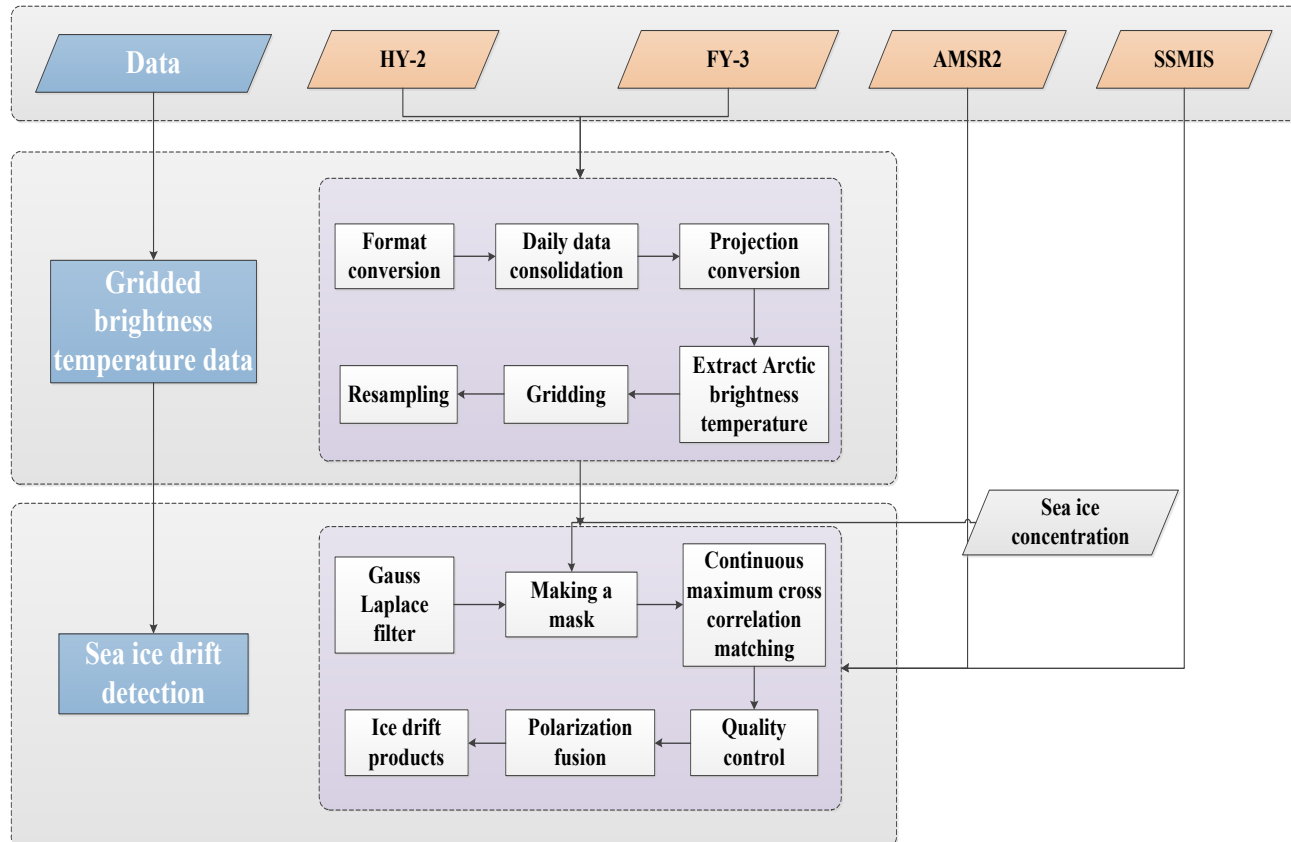 Data
HY-2
FY-3
AMSR2
SSMIS
Gridded
brightness
temperature data
Format
conversion
Daily data
consolidation
Projection
conversion
Extract Arctic
brightness
temperature
Gridding
Resampling
Sea ice
concentration
Sea ice drift
detection
Gauss
Laplace
filter
Making a
mask
Continuous
maximum cross
correlation
matching
Quality
control
Polarization
fusion
Ice drift
products